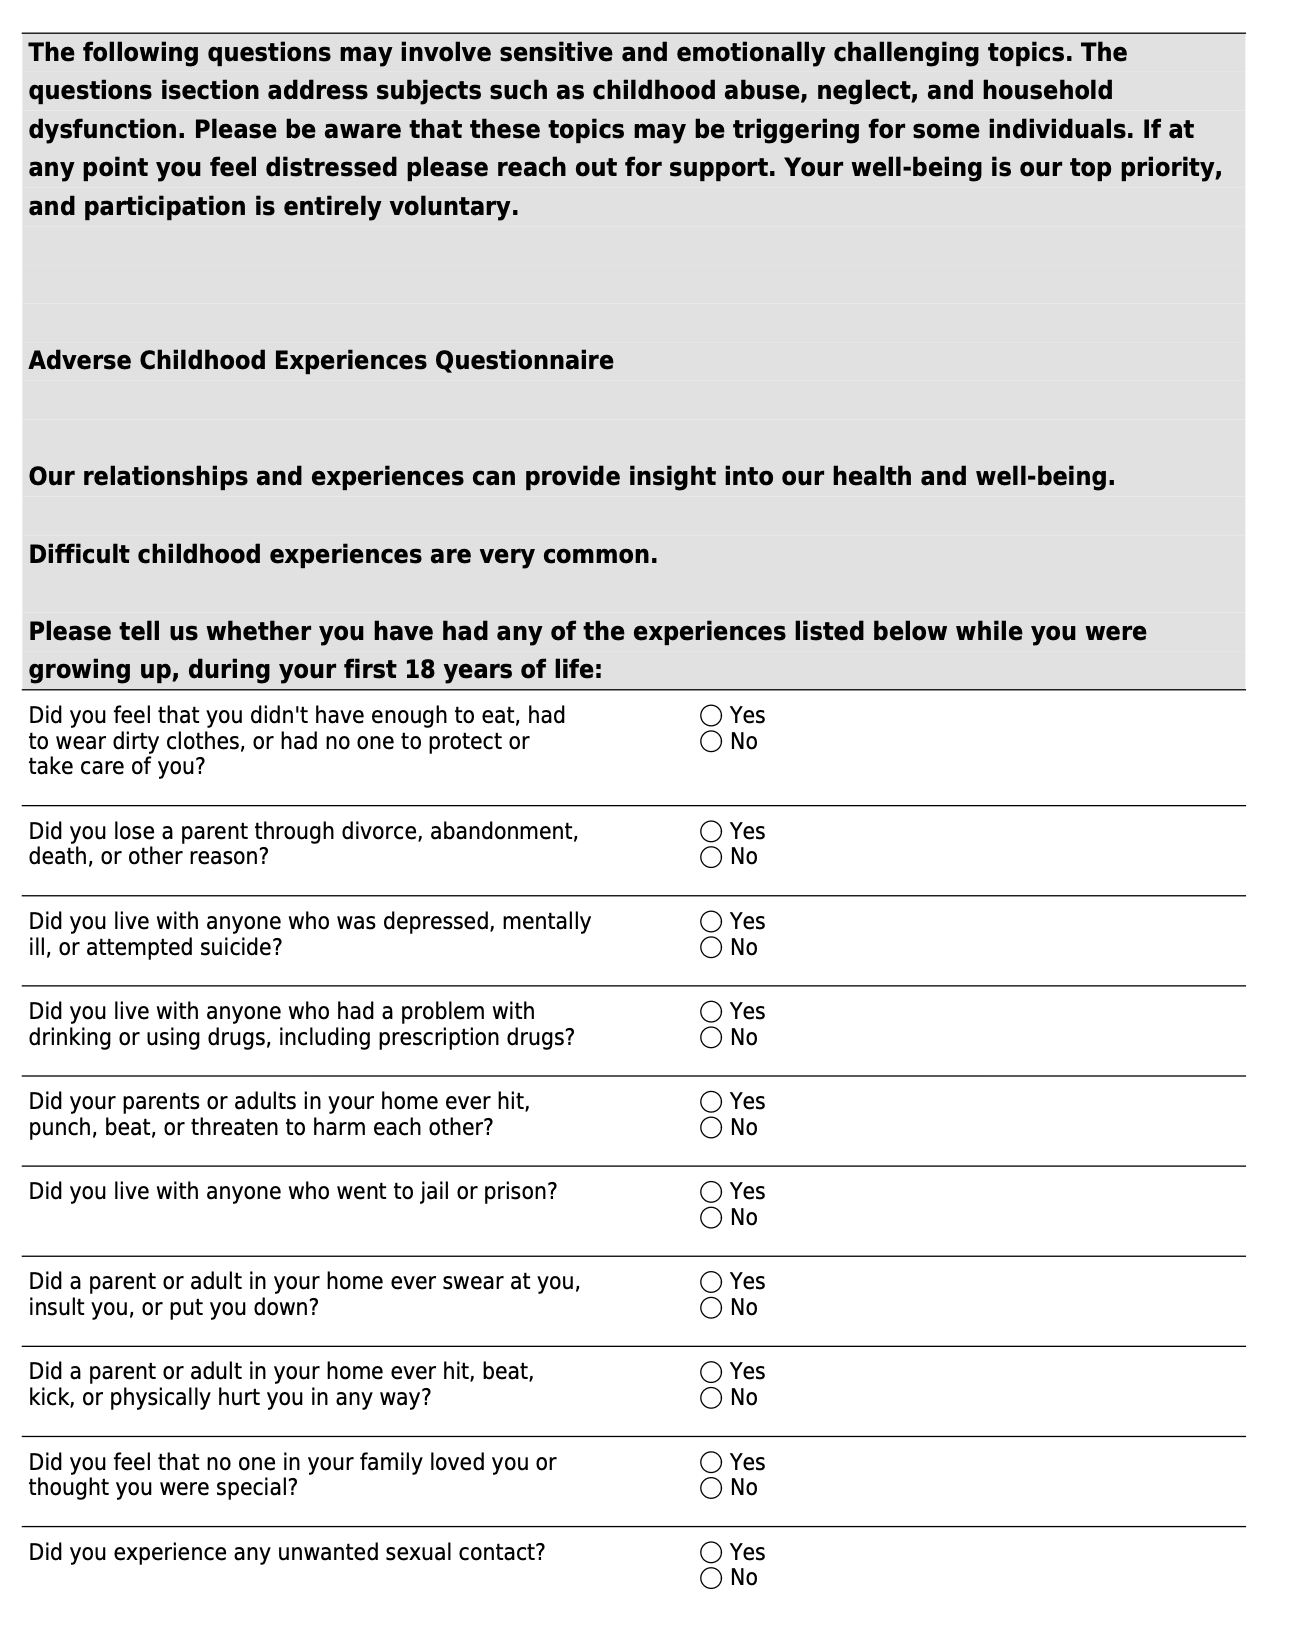 The following questions may involve sensitive and emotionally challenging topics. The
questions isection address subjects such as childhood abuse, neglect, and household
dysfunction. Please be aware that these topics may be triggering for some individuals. If at
any point you feel distressed please reach out for support. Your well-being is our top priority,
and participation is entirely voluntary.
Adverse Childhood Experiences Questionnaire
Our relationships and experiences can provide insight into our health and well-being.
Difficult childhood experiences are very common.
Please tell us whether you have had any of the experiences listed below while you were
growing up, during your first 18 years of life:
Did you feel that you didn't have enough to eat, had
to wear dirty clothes, or had no one to protect or
take care of you?
Yes
No
Did you lose a parent through divorce, abandonment,
death, or other reason?
Yes
No
Did you live with anyone who was depressed, mentally
ill, or attempted suicide?
Yes
No
Did you live with anyone who had a problem with
drinking or using drugs, including prescription drugs?
Yes
No
Did your parents or adults in your home ever hit,
punch, beat, or threaten to harm each other?
Yes
No
Did you live with anyone who went to jail or prison?
Yes
No
Did a parent or adult in your home ever swear at you,
insult you, or put you down?
Yes
No
Did a parent or adult in your home ever hit, beat,
kick, or physically hurt you in any way?
Yes
No
Did you feel that no one in your family loved you or
thought you were special?
Yes
No
Did you experience any unwanted sexual contact?
Yes
No